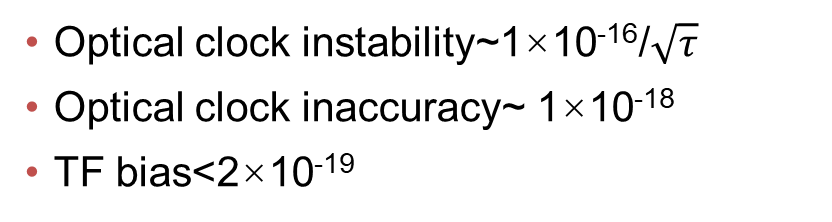 • Optical clock instability~1×10⁻¹⁶/√τ
• Optical clock inaccuracy~ 1×10⁻¹⁸
• TF bias<2×10⁻¹⁹